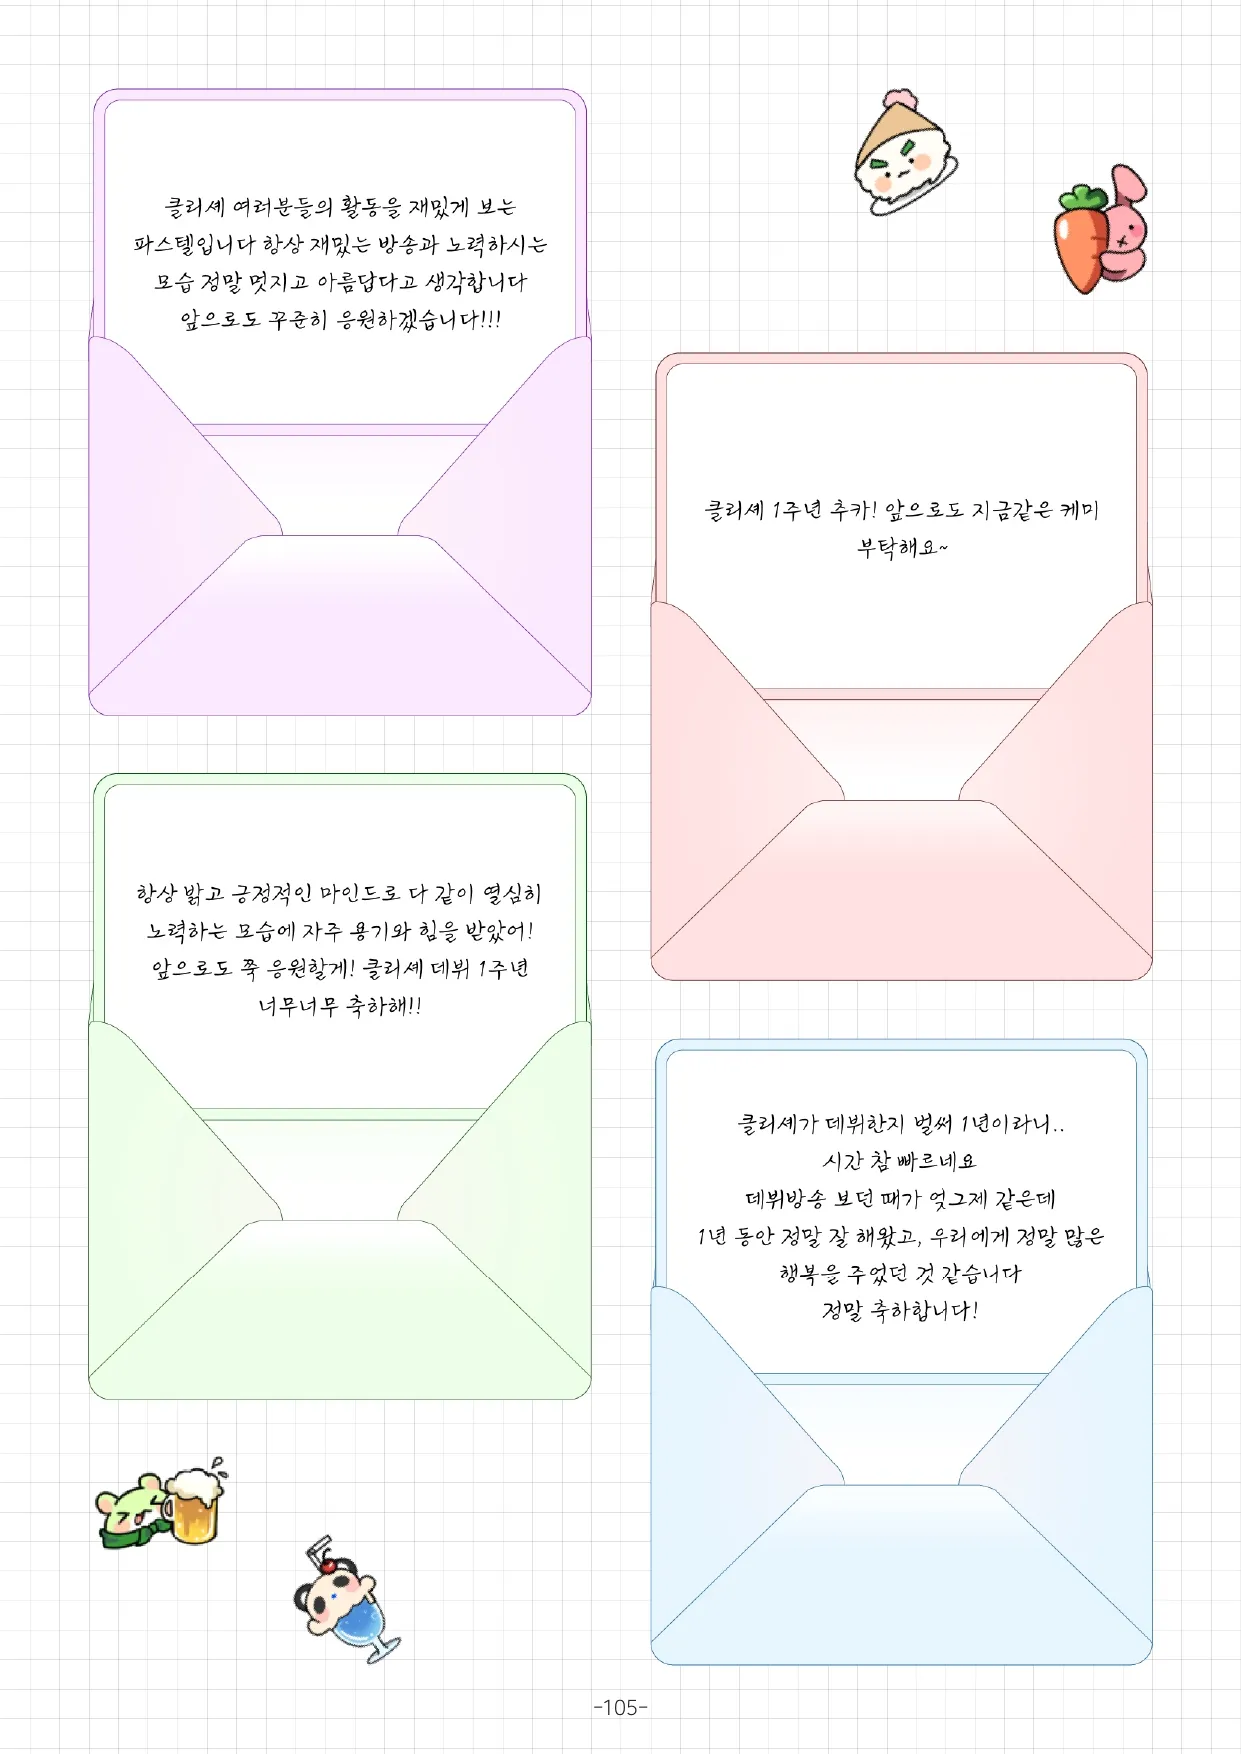 클리셰 여러분들의 활동을 재밌게 보는
파스텔입니다 항상 재밌는 방송과 노력하시는
모습 정말 멋지고 아름답다고 생각합니다
앞으로도 꾸준히 응원하겠습니다!!!
클리셰 1주년 추카! 앞으로도 지금같은 케미
부탁해요~
항상 밝고 긍정적인 마인드로 다 같이 열심히
노력하는 모습에 자주 용기와 힘을 받았어!
앞으로도 쭉 응원할게! 클리셰 데뷔 1주년
너무너무 축하해!!
클리셰가 데뷔한지 벌써 1년이라니..
시간 참 빠르네요
데뷔방송 보던 때가 엊그제 같은데
1년 동안 정말 잘 해왔고, 우리에게 정말 많은
행복을 주었던 것 같습니다
정말 축하합니다!
-105-